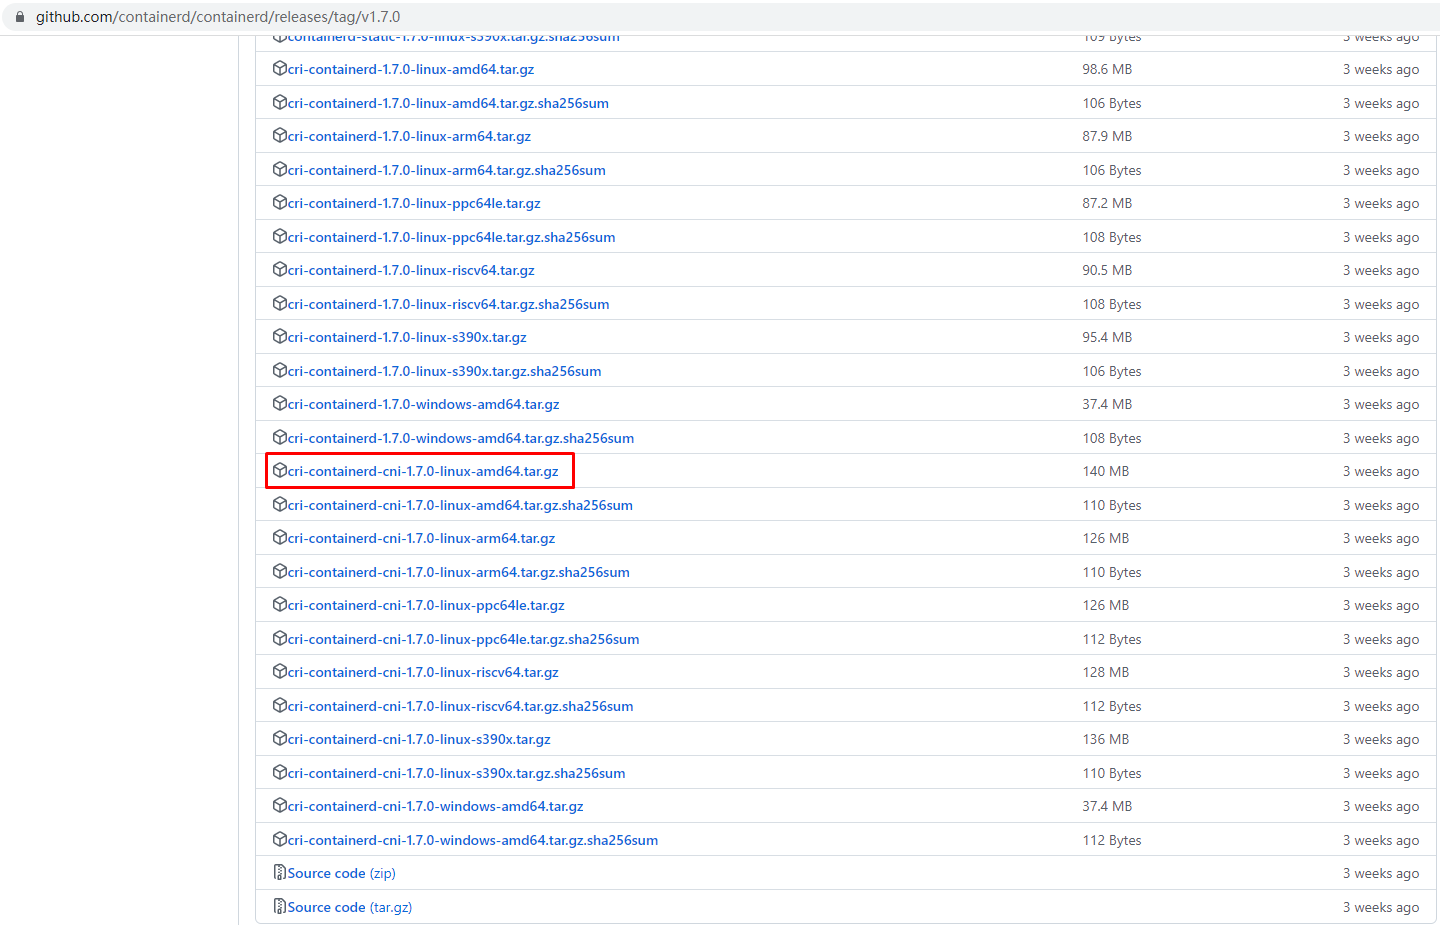 github.com/containerd/containerd/releases/tag/v1.7.0
containerd-static-1.7.0-linux-s390x.tar.gz.sha256sum 109 Bytes 3 weeks ago
cri-containerd-1.7.0-linux-amd64.tar.gz 98.6 MB 3 weeks ago
cri-containerd-1.7.0-linux-amd64.tar.gz.sha256sum 106 Bytes 3 weeks ago
cri-containerd-1.7.0-linux-arm64.tar.gz 87.9 MB 3 weeks ago
cri-containerd-1.7.0-linux-arm64.tar.gz.sha256sum 106 Bytes 3 weeks ago
cri-containerd-1.7.0-linux-ppc64le.tar.gz 87.2 MB 3 weeks ago
cri-containerd-1.7.0-linux-ppc64le.tar.gz.sha256sum 108 Bytes 3 weeks ago
cri-containerd-1.7.0-linux-riscv64.tar.gz 90.5 MB 3 weeks ago
cri-containerd-1.7.0-linux-riscv64.tar.gz.sha256sum 108 Bytes 3 weeks ago
cri-containerd-1.7.0-linux-s390x.tar.gz 95.4 MB 3 weeks ago
cri-containerd-1.7.0-linux-s390x.tar.gz.sha256sum 106 Bytes 3 weeks ago
cri-containerd-1.7.0-windows-amd64.tar.gz 37.4 MB 3 weeks ago
cri-containerd-1.7.0-windows-amd64.tar.gz.sha256sum 108 Bytes 3 weeks ago
cri-containerd-cni-1.7.0-linux-amd64.tar.gz 140 MB 3 weeks ago
cri-containerd-cni-1.7.0-linux-amd64.tar.gz.sha256sum 110 Bytes 3 weeks ago
cri-containerd-cni-1.7.0-linux-arm64.tar.gz 126 MB 3 weeks ago
cri-containerd-cni-1.7.0-linux-arm64.tar.gz.sha256sum 110 Bytes 3 weeks ago
cri-containerd-cni-1.7.0-linux-ppc64le.tar.gz 126 MB 3 weeks ago
cri-containerd-cni-1.7.0-linux-ppc64le.tar.gz.sha256sum 112 Bytes 3 weeks ago
cri-containerd-cni-1.7.0-linux-riscv64.tar.gz 128 MB 3 weeks ago
cri-containerd-cni-1.7.0-linux-riscv64.tar.gz.sha256sum 112 Bytes 3 weeks ago
cri-containerd-cni-1.7.0-linux-s390x.tar.gz 136 MB 3 weeks ago
cri-containerd-cni-1.7.0-linux-s390x.tar.gz.sha256sum 110 Bytes 3 weeks ago
cri-containerd-cni-1.7.0-windows-amd64.tar.gz 37.4 MB 3 weeks ago
cri-containerd-cni-1.7.0-windows-amd64.tar.gz.sha256sum 112 Bytes 3 weeks ago
Source code (zip) 3 weeks ago
Source code (tar.gz) 3 weeks ago